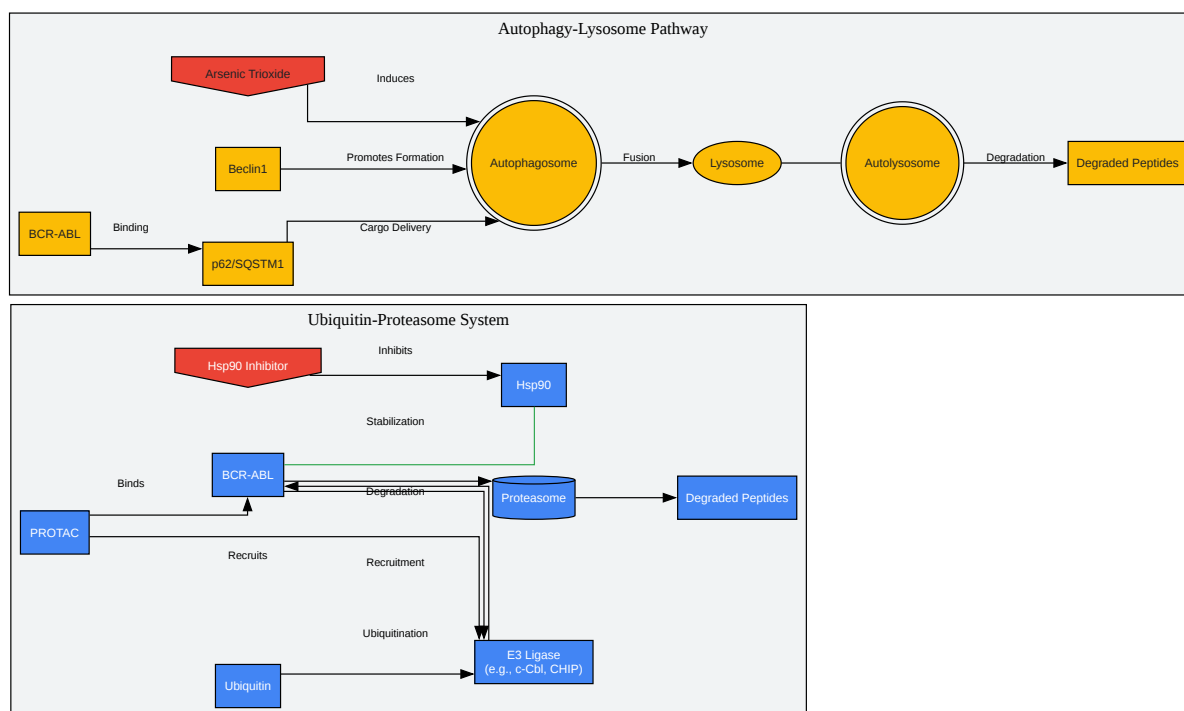 Autophagy-Lysosome Pathway
Arsenic Trioxide
Induces
Beclin1
Promotes Formation
Autophagosome
Fusion
Lysosome
Autolysosome
Degradation
Degraded Peptides
BCR-ABL
Binding
p62/SQSTM1
Cargo Delivery
Ubiquitin-Proteasome System
Hsp90 Inhibitor
Inhibits
Hsp90
Stabilization
BCR-ABL
Binds
Degradation
Proteasome
Degraded Peptides
PROTAC
Recruits
Recruitment
Ubiquitination
E3 Ligase
(e.g., c-Cbl, CHIP)
Ubiquitin